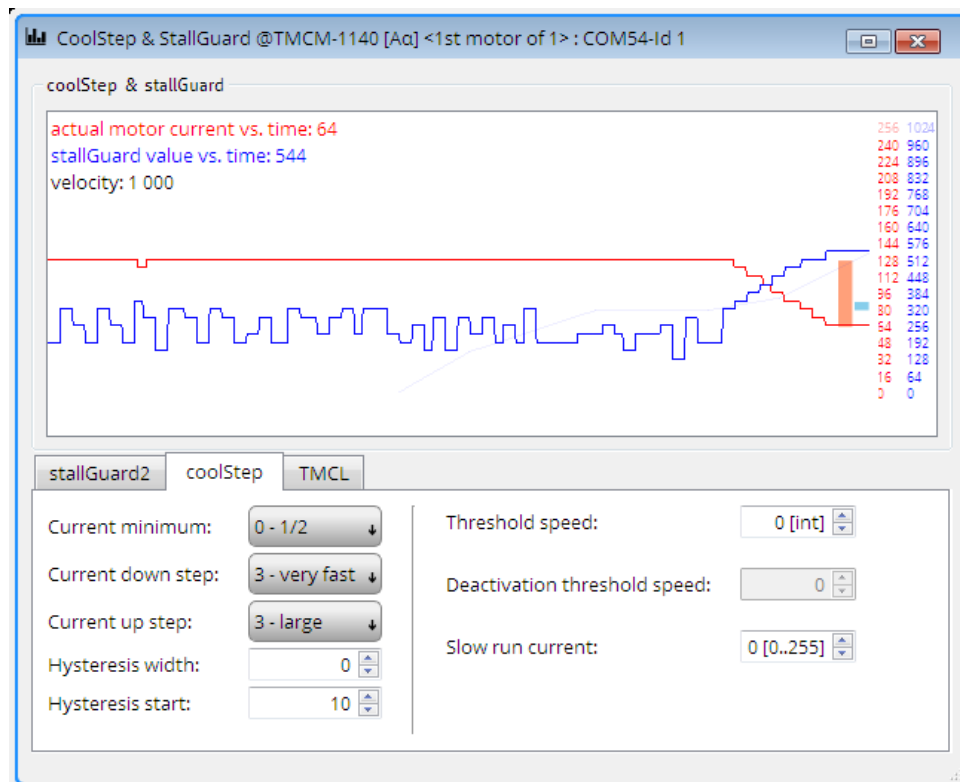 CoolStep & StallGuard @TMCM-1140 [Aα] <1st motor of 1> : COM54-Id 1
coolStep & stallGuard
actual motor current vs. time: 64
stallGuard value vs. time: 544
velocity: 1 000
256 1024
240 960
224 896
208 832
192 768
176 704
160 640
144 576
128 512
112 448
96 384
80 320
64 256
48 192
32 128
16 64
0 0
stallGuard2 coolStep TMCL
Current minimum: 0 - 1/2
Current down step: 3 - very fast
Current up step: 3 - large
Hysteresis width: 0
Hysteresis start: 10
Threshold speed: 0 [int]
Deactivation threshold speed: 0
Slow run current: 0 [0..255]